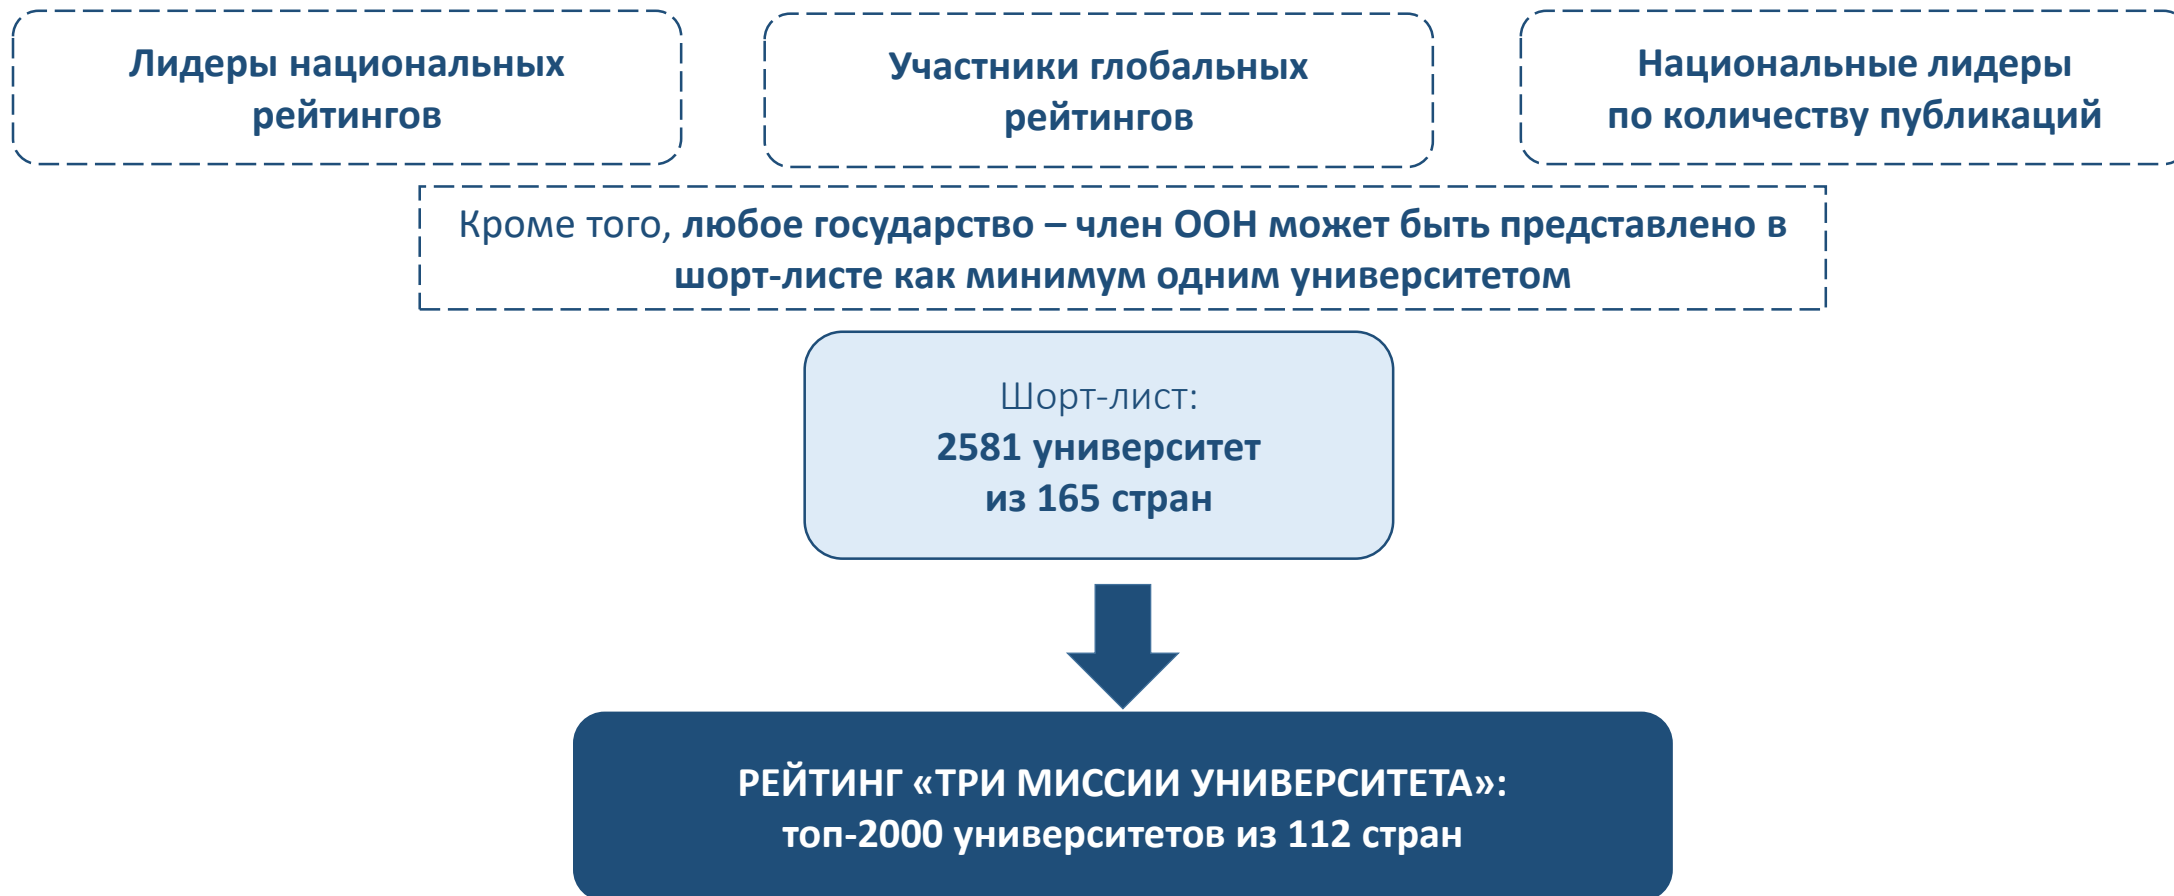 Лидеры национальных
рейтингов
Участники глобальных
рейтингов
Национальные лидеры
по количеству публикаций
Кроме того, любое государство – член ООН может быть представлено в
шорт-листе как минимум одним университетом
Шорт-лист:
2581 университет
из 165 стран
РЕЙТИНГ «ТРИ МИССИИ УНИВЕРСИТЕТА»:
топ-2000 университетов из 112 стран